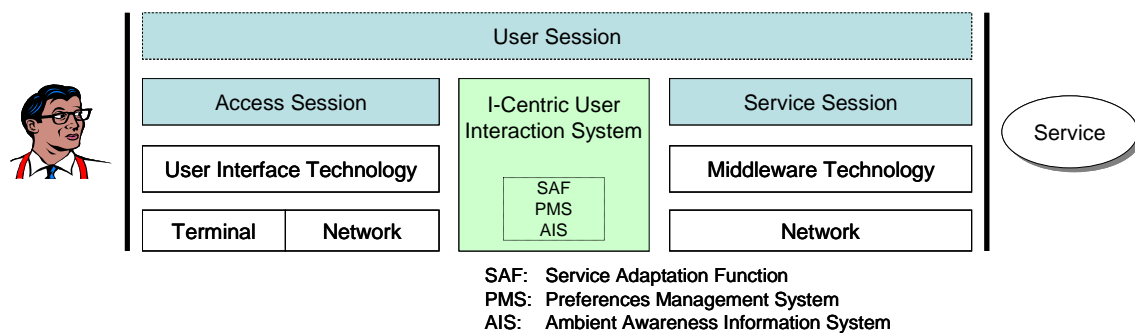 User Session
Access Session
I-Centric User
Interaction System
Service Session
Service
User Interface Technology
Middleware Technology
SAF
PMS
AIS
Terminal
Network
Network
SAF: Service Adaptation Function
PMS: Preferences Management System
AIS: Ambient Awareness Information System